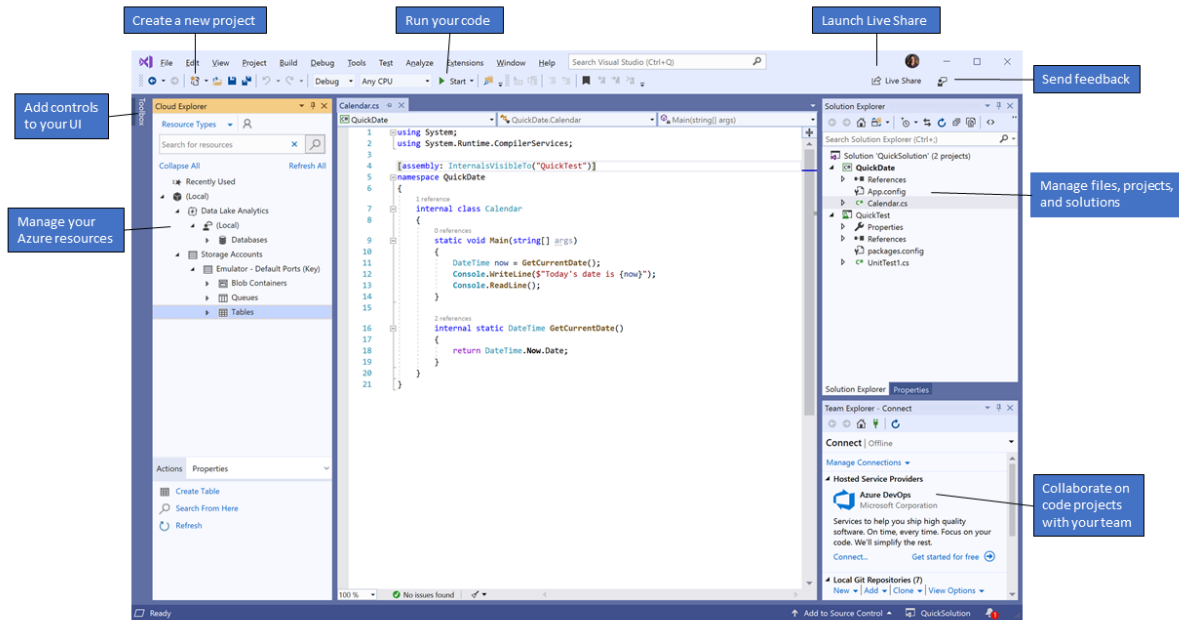 Create a new project
Run your code
Launch Live Share
File Edit View Project Build Debug Tools Test Analyze Extensions Window Help Search Visual Studio (Ctrl+Q)
Debug Any CPU Start Live Share
Send feedback
Add controls
to your UI
Toolbox
Cloud Explorer
Resource Types
Search for resources
Collapse All Refresh All
Recently Used
(Local)
Data Lake Analytics
(Local)
Databases
Storage Accounts
Emulator - Default Ports (Key)
Blob Containers
Queues
Tables
Manage your
Azure resources
Actions Properties
Create Table
Search From Here
Refresh
Calendar.cs
QuickDate QuickDate.Calendar Main(string[] args)
1 using System;
2 using System.Runtime.CompilerServices;
3
4 [assembly: InternalsVisibleTo("QuickTest")]
5 namespace QuickDate
6 {
1 reference
7 internal class Calendar
8 {
0 references
9 static void Main(string[] args)
10 {
11 DateTime now = GetCurrentDate();
12 Console.WriteLine($"Today's date is {now}");
13 Console.ReadLine();
14 }
15
2 references
16 internal static DateTime GetCurrentDate()
17 {
18 return DateTime.Now.Date;
19 }
20 }
21 }
100 % No issues found
Solution Explorer
Search Solution Explorer (Ctrl+;)
Solution 'QuickSolution' (2 projects)
QuickDate
References
App.config
Calendar.cs
QuickTest
Properties
References
packages.config
UnitTest1.cs
Solution Explorer Properties
Manage files, projects,
and solutions
Team Explorer - Connect
Connect | Offline
Manage Connections
Hosted Service Providers
Azure DevOps
Microsoft Corporation
Services to help you ship high quality
software. On time, every time. Focus on your
code. We'll simplify the rest.
Connect... Get started for free
Local Git Repositories (7)
New Add Clone View Options
Collaborate on
code projects
with your team
Ready Add to Source Control QuickSolution 1